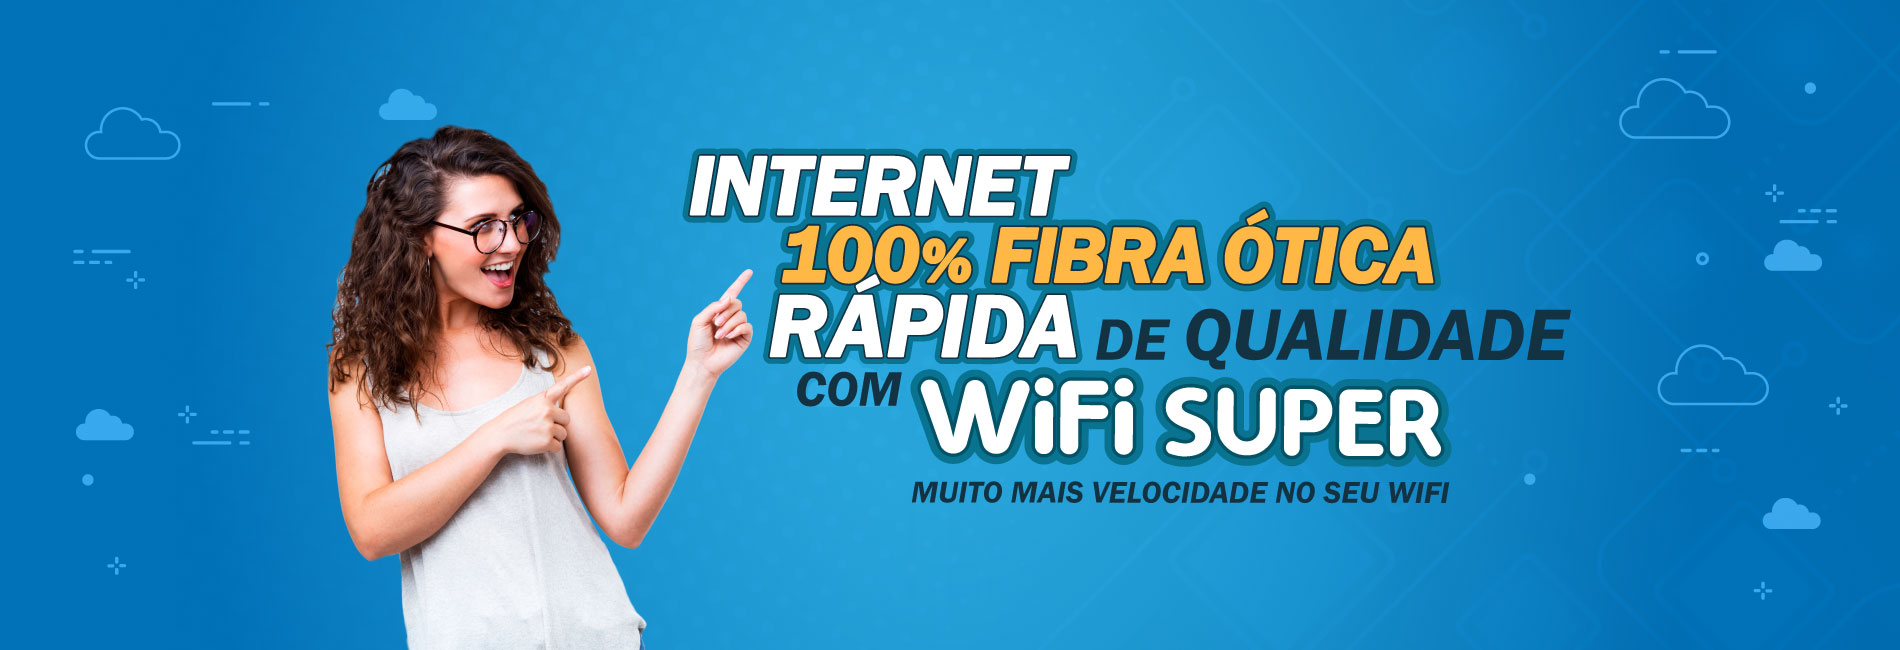 INTERNET
100% FIBRA ÓTICA
RÁPIDA DE QUALIDADE
COM WiFi SUPER
MUITO MAIS VELOCIDADE NO SEU WIFI